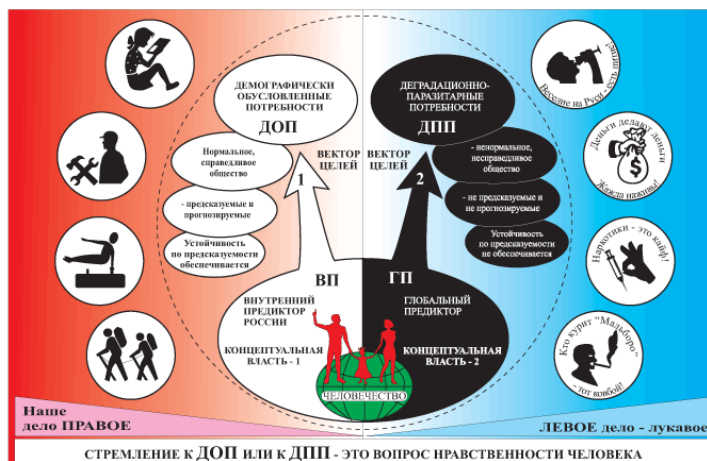 ДЕМОГРАФИЧЕСКИ
ОБУСЛОВЛЕННЫЕ
ПОТРЕБНОСТИ
ДОП
Нормальное,
справедливое
общество
- предсказуемые и
прогнозируемые
Устойчивость
по предсказуемости
обеспечивается
ВЕКТОР
ЦЕЛЕЙ
1
ВП
ВНУТРЕННИЙ
ПРЕДИКТОР
РОССИИ
КОНЦЕПТУАЛЬНАЯ
ВЛАСТЬ - 1
ДЕГРАДАЦИОННО-
ПАРАЗИТАРНЫЕ
ПОТРЕБНОСТИ
ДПП
- ненормальное,
несправедливое
общество
- не предсказуемые и
не прогнозируемые
Устойчивость
по предсказуемости
не обеспечивается
ВЕКТОР
ЦЕЛЕЙ
2
ГП
ГЛОБАЛЬНЫЙ
ПРЕДИКТОР
КОНЦЕПТУАЛЬНАЯ
ВЛАСТЬ - 2
ЧЕЛОВЕЧЕСТВО
Веселие на Руси - есть питие!
Деньги делают деньги
$
Жажда наживы!
Наркотики - это кайф!
Кто курит "Мальборо"
- тот ковбой!
Наше
дело ПРАВОЕ
ЛЕВОЕ дело - лукавое
СТРЕМЛЕНИЕ К ДОП ИЛИ К ДПП - ЭТО ВОПРОС НРАВСТВЕННОСТИ ЧЕЛОВЕКА